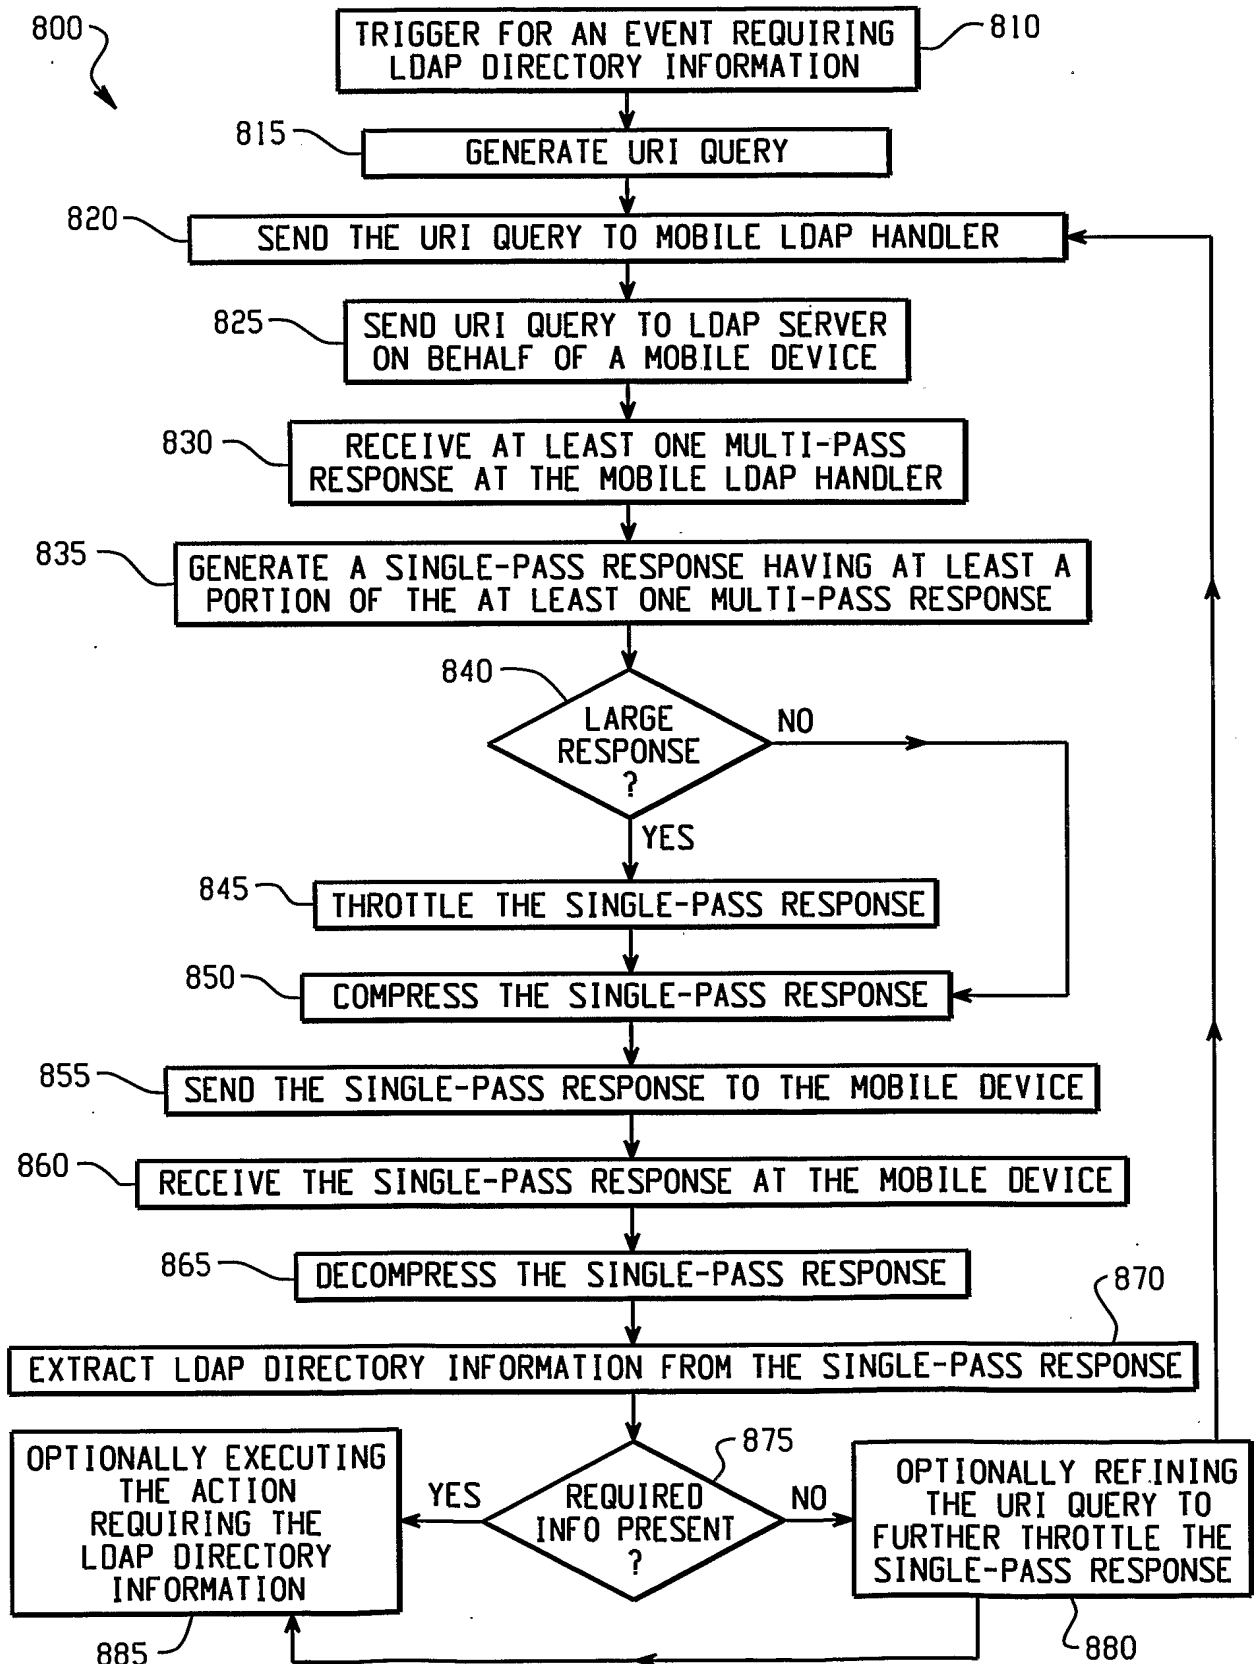 800
TRIGGER FOR AN EVENT REQUIRING
LDAP DIRECTORY INFORMATION
810
815
GENERATE URI QUERY
820
SEND THE URI QUERY TO MOBILE LDAP HANDLER
825
SEND URI QUERY TO LDAP SERVER
ON BEHALF OF A MOBILE DEVICE
830
RECEIVE AT LEAST ONE MULTI-PASS
RESPONSE AT THE MOBILE LDAP HANDLER
835
GENERATE A SINGLE-PASS RESPONSE HAVING AT LEAST A
PORTION OF THE AT LEAST ONE MULTI-PASS RESPONSE
840
LARGE
RESPONSE
?
NO
YES
845
THROTTLE THE SINGLE-PASS RESPONSE
850
COMPRESS THE SINGLE-PASS RESPONSE
855
SEND THE SINGLE-PASS RESPONSE TO THE MOBILE DEVICE
860
RECEIVE THE SINGLE-PASS RESPONSE AT THE MOBILE DEVICE
865
DECOMPRESS THE SINGLE-PASS RESPONSE
870
EXTRACT LDAP DIRECTORY INFORMATION FROM THE SINGLE-PASS RESPONSE
875
REQUIRED
INFO PRESENT
?
YES
NO
OPTIONALLY EXECUTING
THE ACTION
REQUIRING THE
LDAP DIRECTORY
INFORMATION
885
OPTIONALLY REFINING
THE URI QUERY TO
FURTHER THROTTLE THE
SINGLE-PASS RESPONSE
880